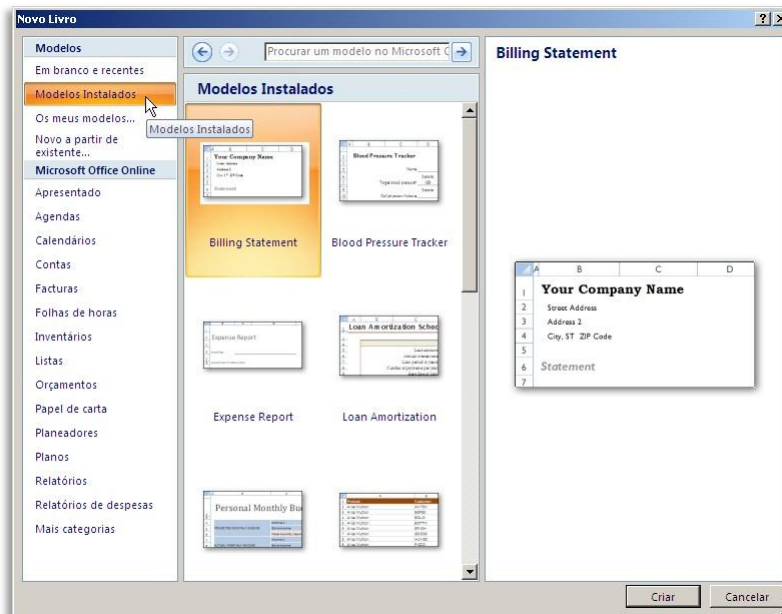 Novo Livro
Modelos
Em branco e recentes
Modelos Instalados
Os meus modelos...
Novo a partir de
existente...
Microsoft Office Online
Apresentado
Agendas
Calendários
Contas
Facturas
Folhas de horas
Inventários
Listas
Orçamentos
Papel de carta
Planeadores
Planos
Relatórios
Relatórios de despesas
Mais categorias
Modelos Instalados
Procurar um modelo no Microsoft
Modelos Instalados
Your Company Name
Statement
Billing Statement
Blood Pressure Tracker
Name
Blood Pressure Tracker
Expense Report
Expense Report
Loan Amortization
Loan Amortization
Personal Monthly
Billing Statement
A B C D
1 Your Company Name
2 Street Address
3 Address 2
4 City, ST ZIP Code
5
6 Statement
7
Criar
Cancelar